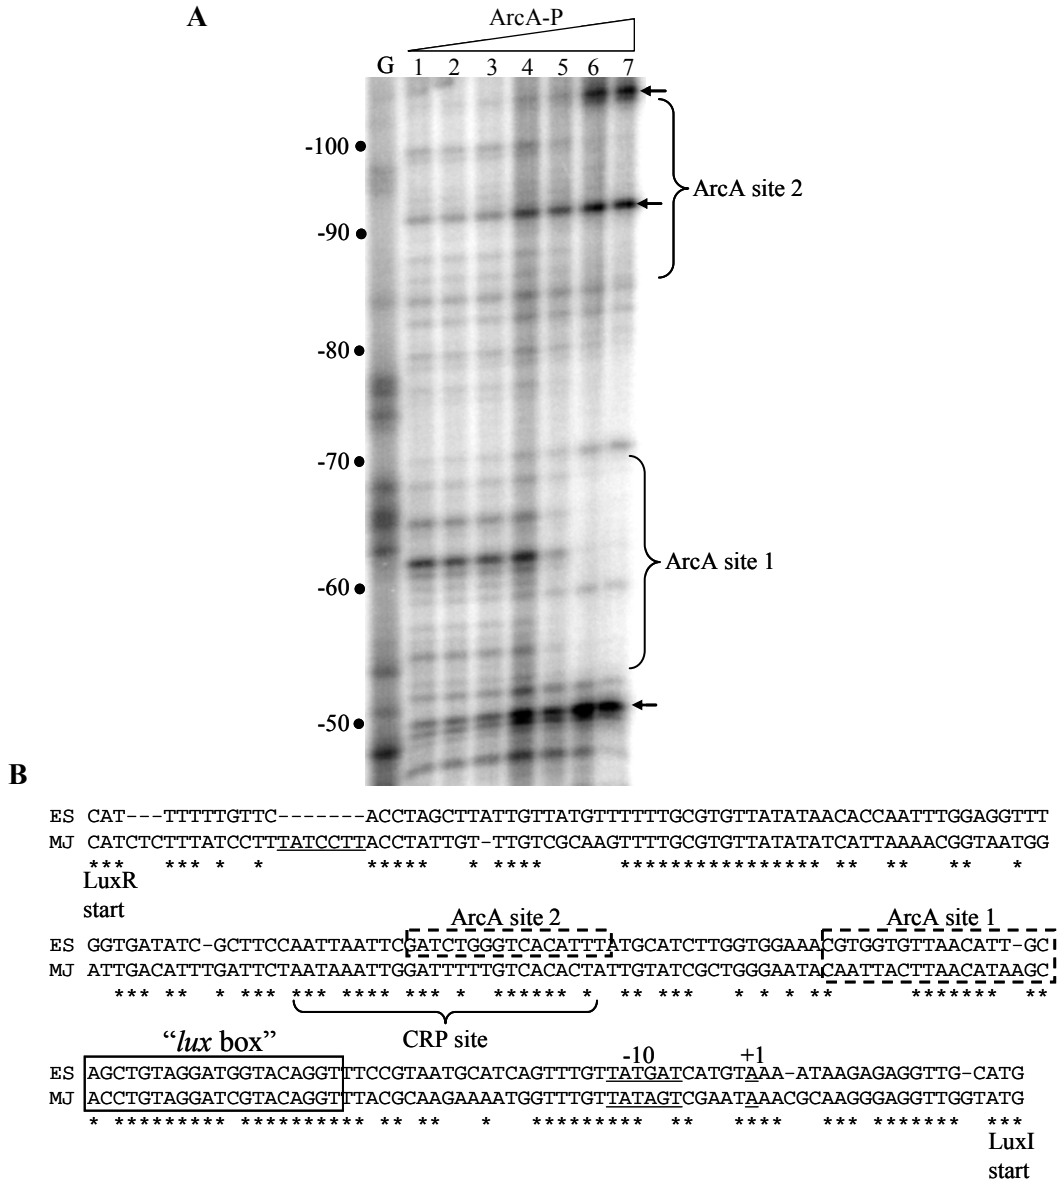 A
ArcA-P
G 1 2 3 4 5 6 7
-100
-90
-80
-70
-60
-50
ArcA site 2
ArcA site 1
B
ES CAT---TTTTTGTTC-------ACCTAGCTTATTGTTATGTTTTTTGCGTGTTATATAACACCAATTTGGAGGTTT
MJ CATCTCTTTATCCTTTATCCTTACCTATTGT-TTGTCGCAAGTTTTGCGTGTTATATATCATTAAAACGGTAATGG
*** *** * * **** ** **** **************** ** ** ** *
LuxR
start
ArcA site 2 ArcA site 1
ES GGTGATATC-GCTTCCAATTAATTCGATCTGGGTCACATTTATGCATCTTGGTGGAAACGTGGTGTTAACATT-GC
MJ ATTGACATTTGATTCTAATAAATTGGATTTTTGTCACACTATTGTATCGCTGGGAATACAATTACTTAACATAAGC
*** ** * *** *** **** *** * ****** * ** *** * * * ** ******* **
CRP site
"lux box" -10 +1
ES AGCTGTAGGATGGTACAGGTTTCCGTAATGCATCAGTTTGTTATGATCATGTAAA-ATAAGAGAGGTTG-CATG
MJ ACCTGTAGGATCGTACAGGTTTACGCAAGAAAATGGTTTGTTATAGTCGAATAAACGCAAGGGAGGTTGGTATG
* ********* ********** ** ** * ********* ** **** *** ******* ***
LuxI
start